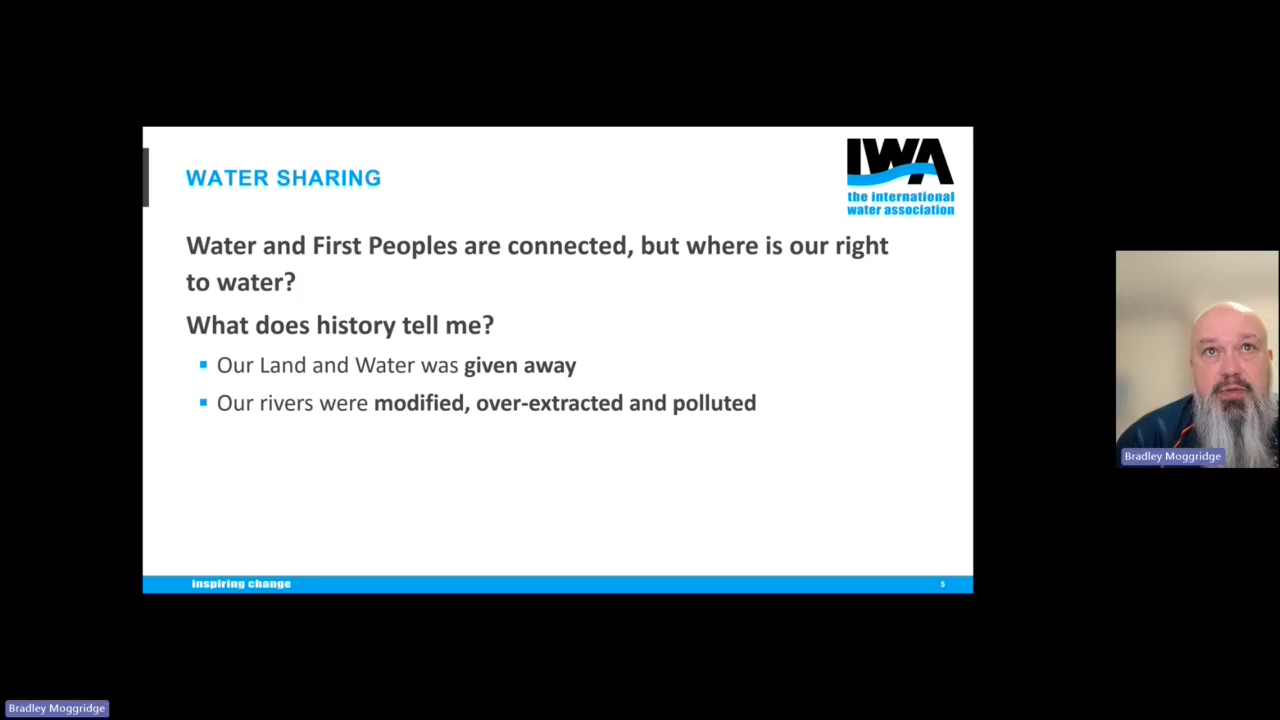 WATER SHARING
IWA
the international
water association
Water and First Peoples are connected, but where is our right
to water?
What does history tell me?
Our Land and Water was given away
Our rivers were modified, over-extracted and polluted
inspiring change
5
Bradley Moggridge
Bradley Moggridge